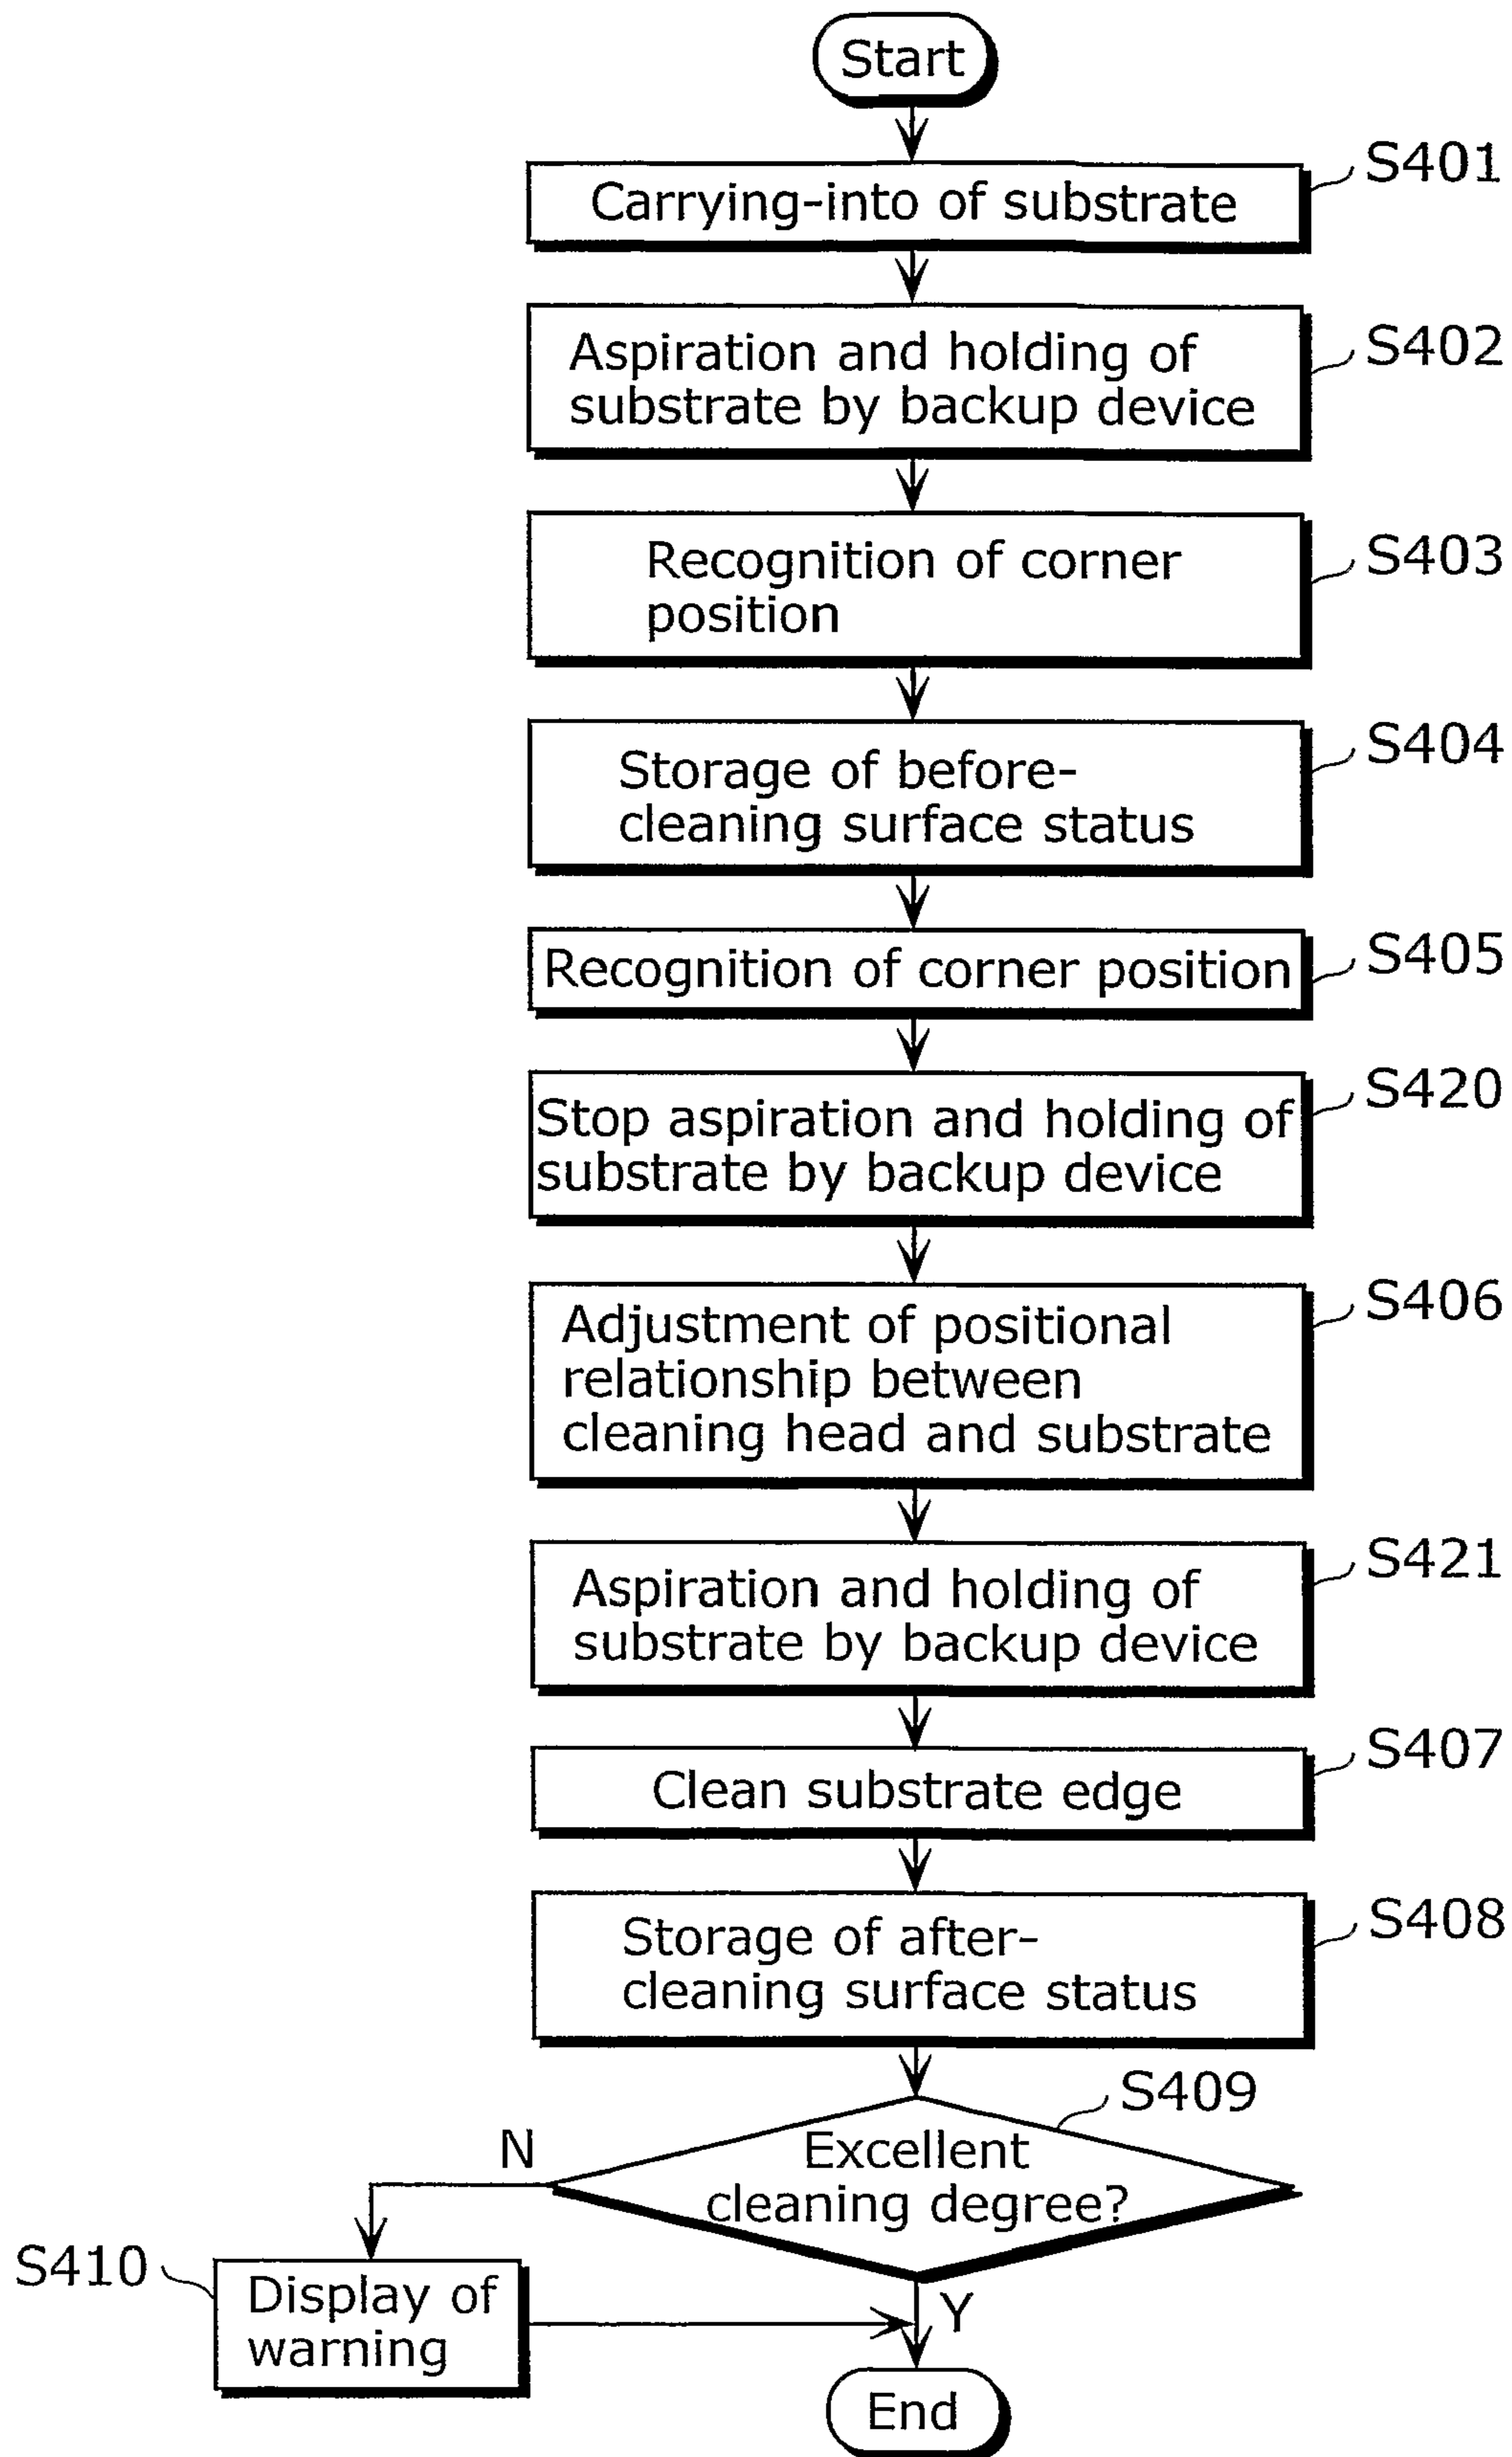 Start
Carrying-into of substrate
S401
Aspiration and holding of
substrate by backup device
S402
Recognition of corner
position
S403
Storage of before-
cleaning surface status
S404
Recognition of corner position
S405
Stop aspiration and holding of
substrate by backup device
S420
Adjustment of positional
relationship between
cleaning head and substrate
S406
Aspiration and holding of
substrate by backup device
S421
Clean substrate edge
S407
Storage of after-
cleaning surface status
S408
S409
Excellent
cleaning degree?
N
S410
Display of
warning
Y
End